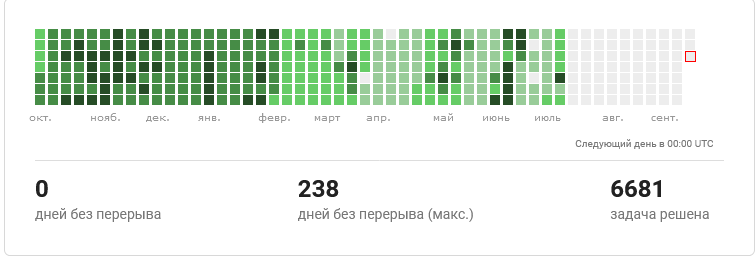 окт. нояб. дек. янв. февр. март апр. май июнь июль авг. сент.
Следующий день в 00:00 UTC
0 238 6681
дней без перерыва дней без перерыва (макс.) задача решена